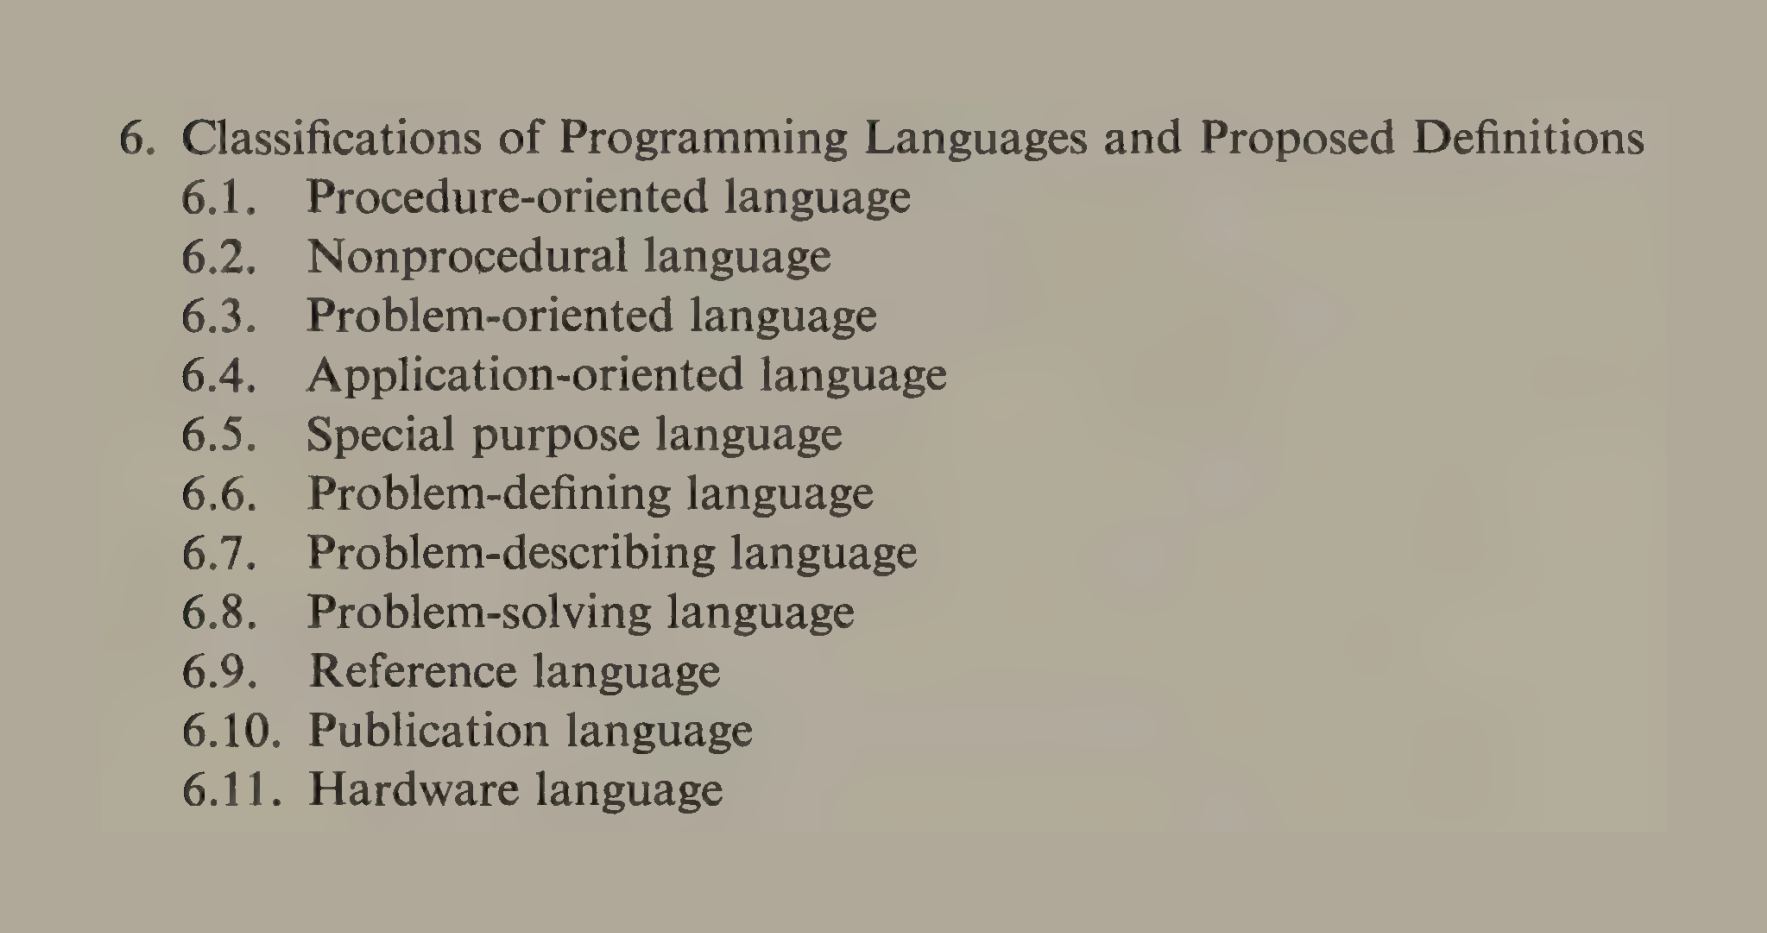 6. Classifications of Programming Languages and Proposed Definitions
6.1. Procedure-oriented language
6.2. Nonprocedural language
6.3. Problem-oriented language
6.4. Application-oriented language
6.5. Special purpose language
6.6. Problem-defining language
6.7. Problem-describing language
6.8. Problem-solving language
6.9. Reference language
6.10. Publication language
6.11. Hardware language